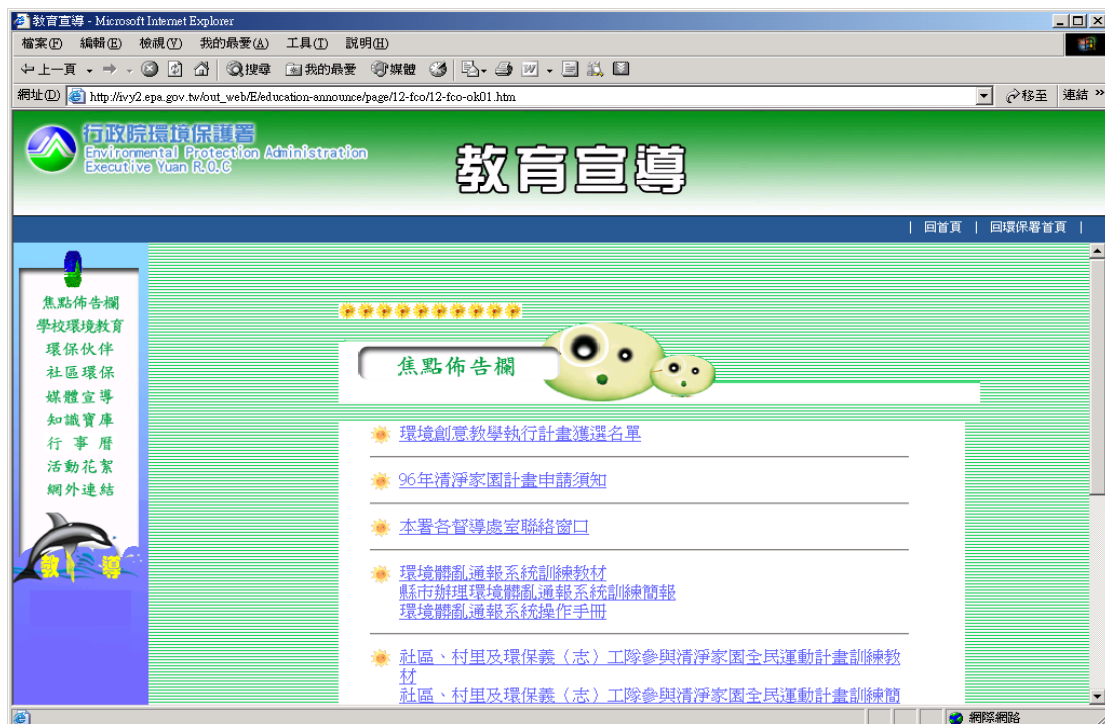 教育宣導 - Microsoft Internet Explorer
檔案(F) 編輯(E) 檢視(V) 我的最愛(A) 工具(T) 說明(H)
上一頁 搜尋 我的最愛 媒體
網址(D) http://ivy2.epa.gov.tw/out_web/E/education-announce/page/12-fco/12-fco-ok01.htm 移至 連結 »
行政院環境保護署
Environmental Protection Administration
Executive Yuan R.O.C
教育宣導
| 回首頁 | 回環保署首頁 |
焦點佈告欄
學校環境教育
環保伙伴
社區環保
媒體宣導
知識寶庫
行事曆
活動花絮
網外連結
焦點佈告欄
環境創意教學執行計畫獲選名單
96年清淨家園計畫申請須知
本署各督導處室聯絡窗口
環境髒亂通報系統訓練教材
縣市辦理環境髒亂通報系統訓練簡報
環境髒亂通報系統操作手冊
社區、村里及環保義（志）工隊參與清淨家園全民運動計畫訓練教
材
社區、村里及環保義（志）工隊參與清淨家園全民運動計畫訓練簡
網際網路